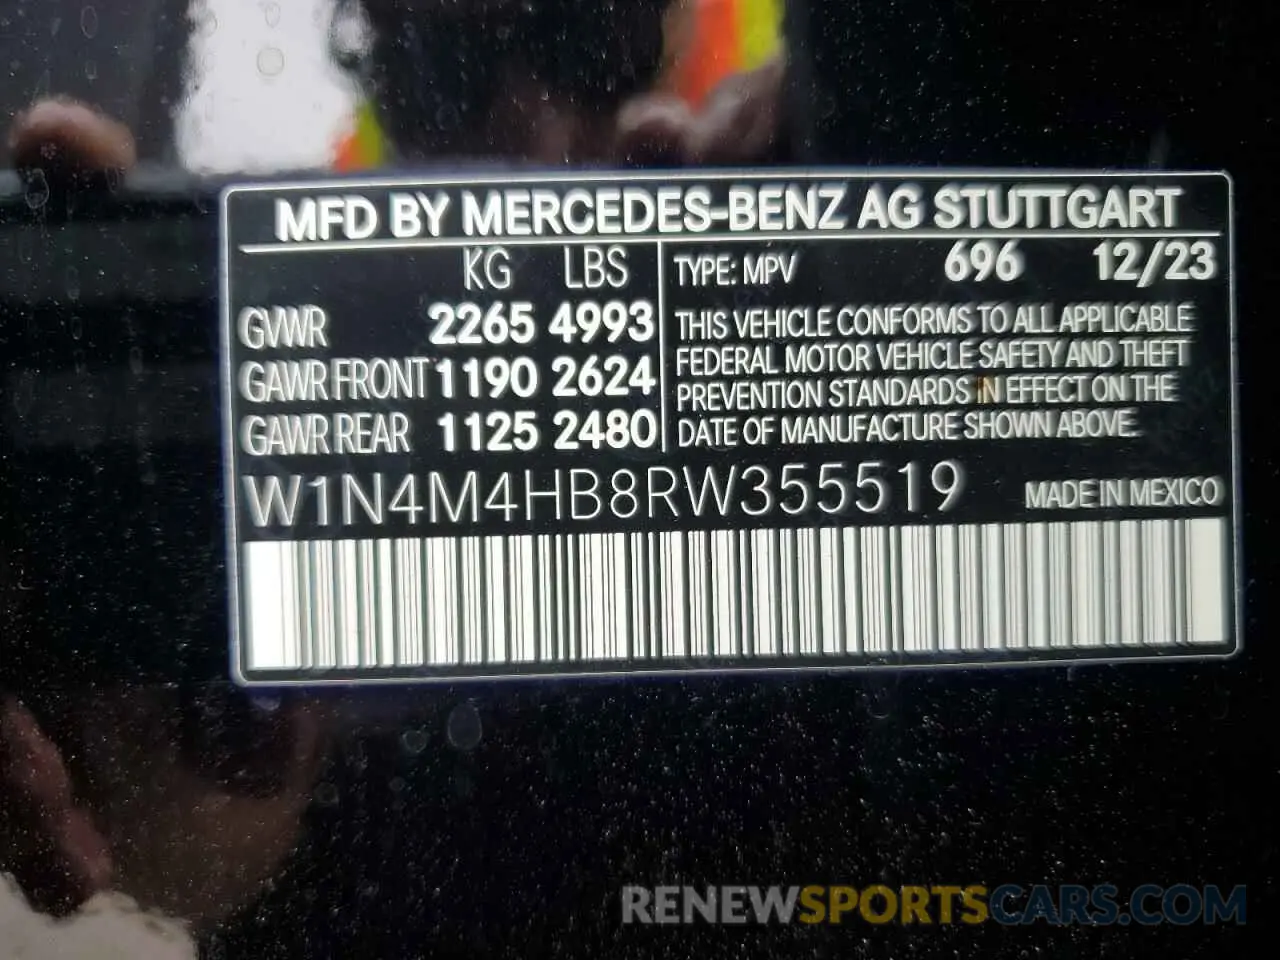 MFD BY MERCEDES-BENZ AG STUTTGART
KG LBS
GVWR 2265 4993
GAWR FRONT 1190 2624
GAWR REAR 1125 2480
TYPE: MPV 696 12/23
THIS VEHICLE CONFORMS TO ALL APPLICABLE
FEDERAL MOTOR VEHICLE SAFETY AND THEFT
PREVENTION STANDARDS IN EFFECT ON THE
DATE OF MANUFACTURE SHOWN ABOVE.
W1N4M4HB8RW355519 MADE IN MEXICO
RENEWSPORTSCARS.COM